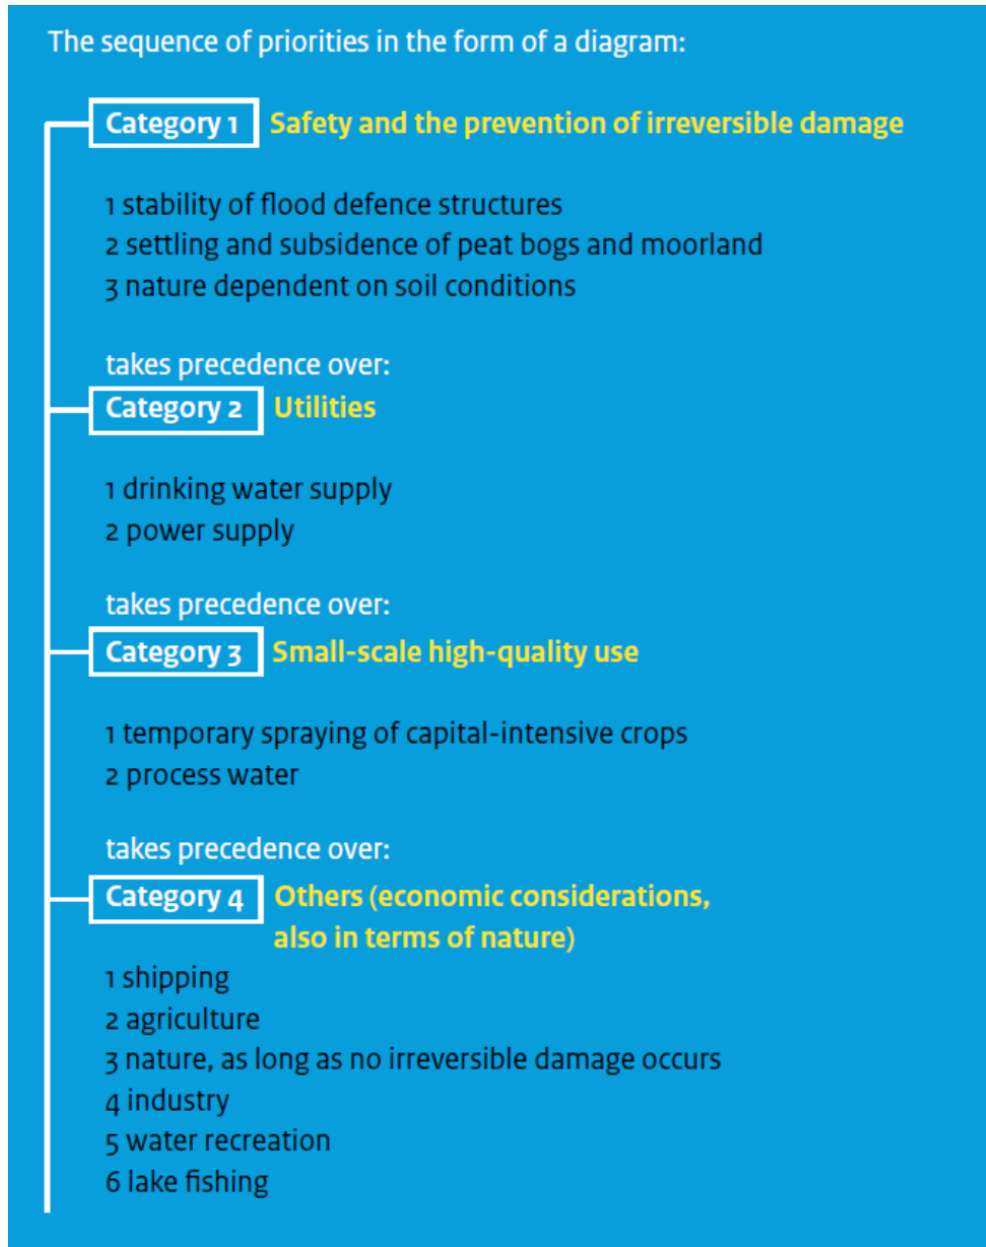 The sequence of priorities in the form of a diagram:
Category 1 Safety and the prevention of irreversible damage
1 stability of flood defence structures
2 settling and subsidence of peat bogs and moorland
3 nature dependent on soil conditions
takes precedence over:
Category 2 Utilities
1 drinking water supply
2 power supply
takes precedence over:
Category 3 Small-scale high-quality use
1 temporary spraying of capital-intensive crops
2 process water
takes precedence over:
Category 4 Others (economic considerations,
also in terms of nature)
1 shipping
2 agriculture
3 nature, as long as no irreversible damage occurs
4 industry
5 water recreation
6 lake fishing